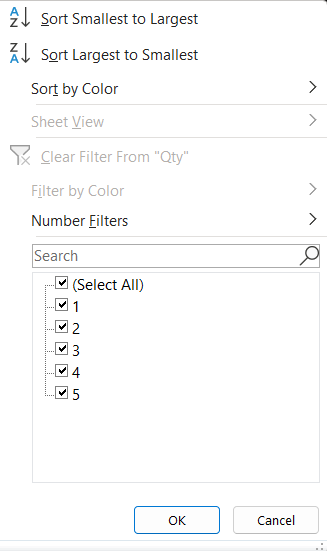 Sort Smallest to Largest
Sort Largest to Smallest
Sort by Color
Sheet View
Clear Filter From "Qty"
Filter by Color
Number Filters
Search
(Select All)
1
2
3
4
5
OK
Cancel